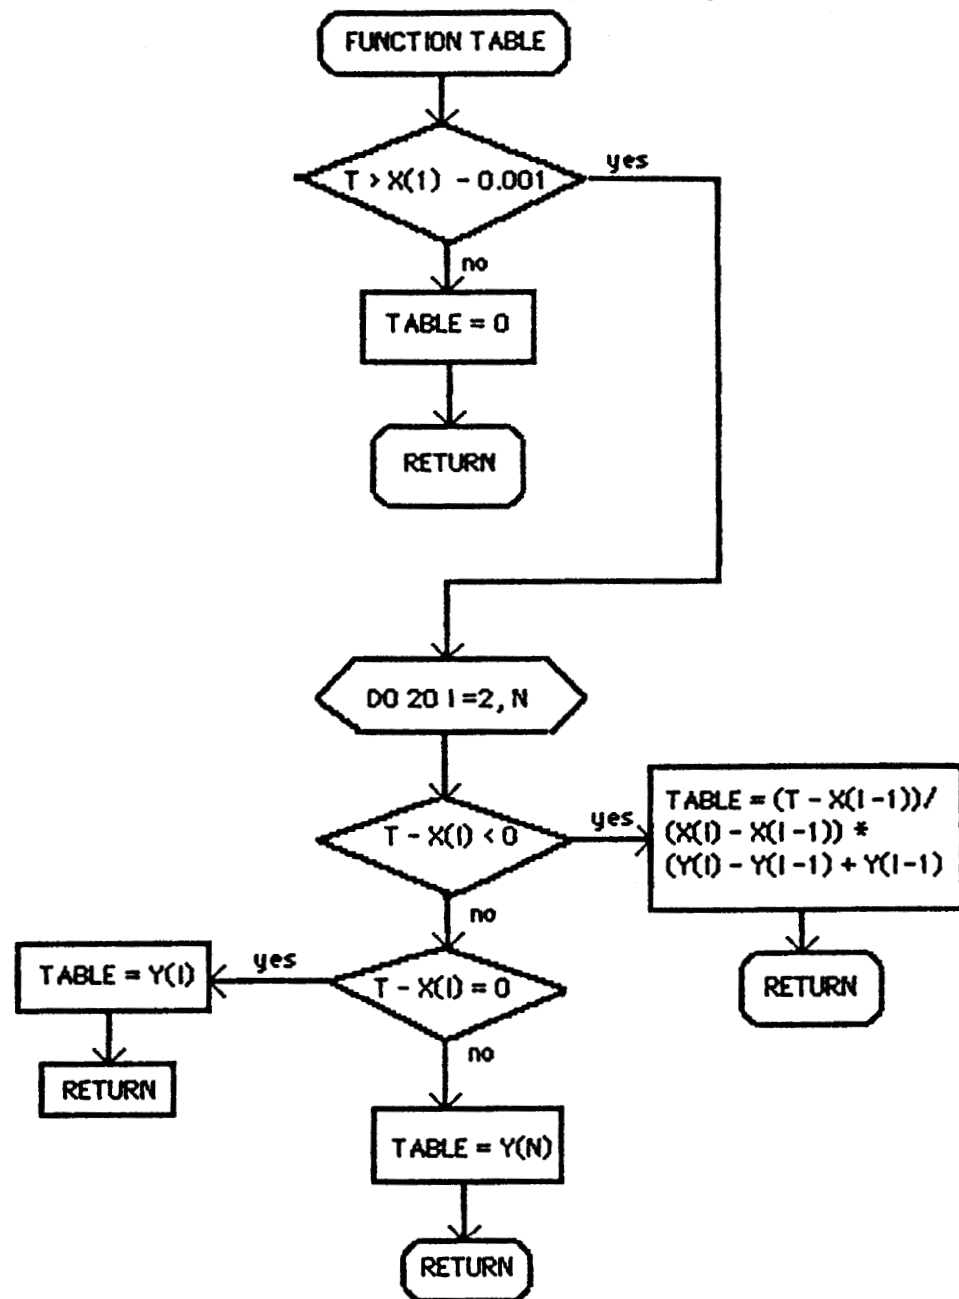 FUNCTION TABLE
T > X(1) - 0.001
yes
no
TABLE = 0
RETURN
DO 20 I=2, N
T - X(I) < 0
yes
TABLE = (T - X(I-1))/
(X(I) - X(I-1)) *
(Y(I) - Y(I-1) + Y(I-1)
no
RETURN
T - X(I) = 0
yes
TABLE = Y(I)
RETURN
no
TABLE = Y(N)
RETURN